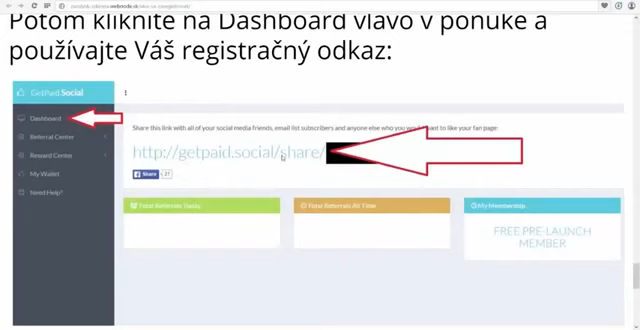 Potom kliknite na Dashboard vľavo v ponuke a
používajte Váš registračný odkaz:
GetPaid.Social
Dashboard
Share this link with all of your social media friends, email list subscribers and anyone else who you want to like your fan page:
Referral Center
http://getpaid.social/share/
Reward Center
My Wallet
Share 27
Need Help?
Total Referrals Today
Total Referrals All Time
My Membership
FREE PRE-LAUNCH
MEMBER